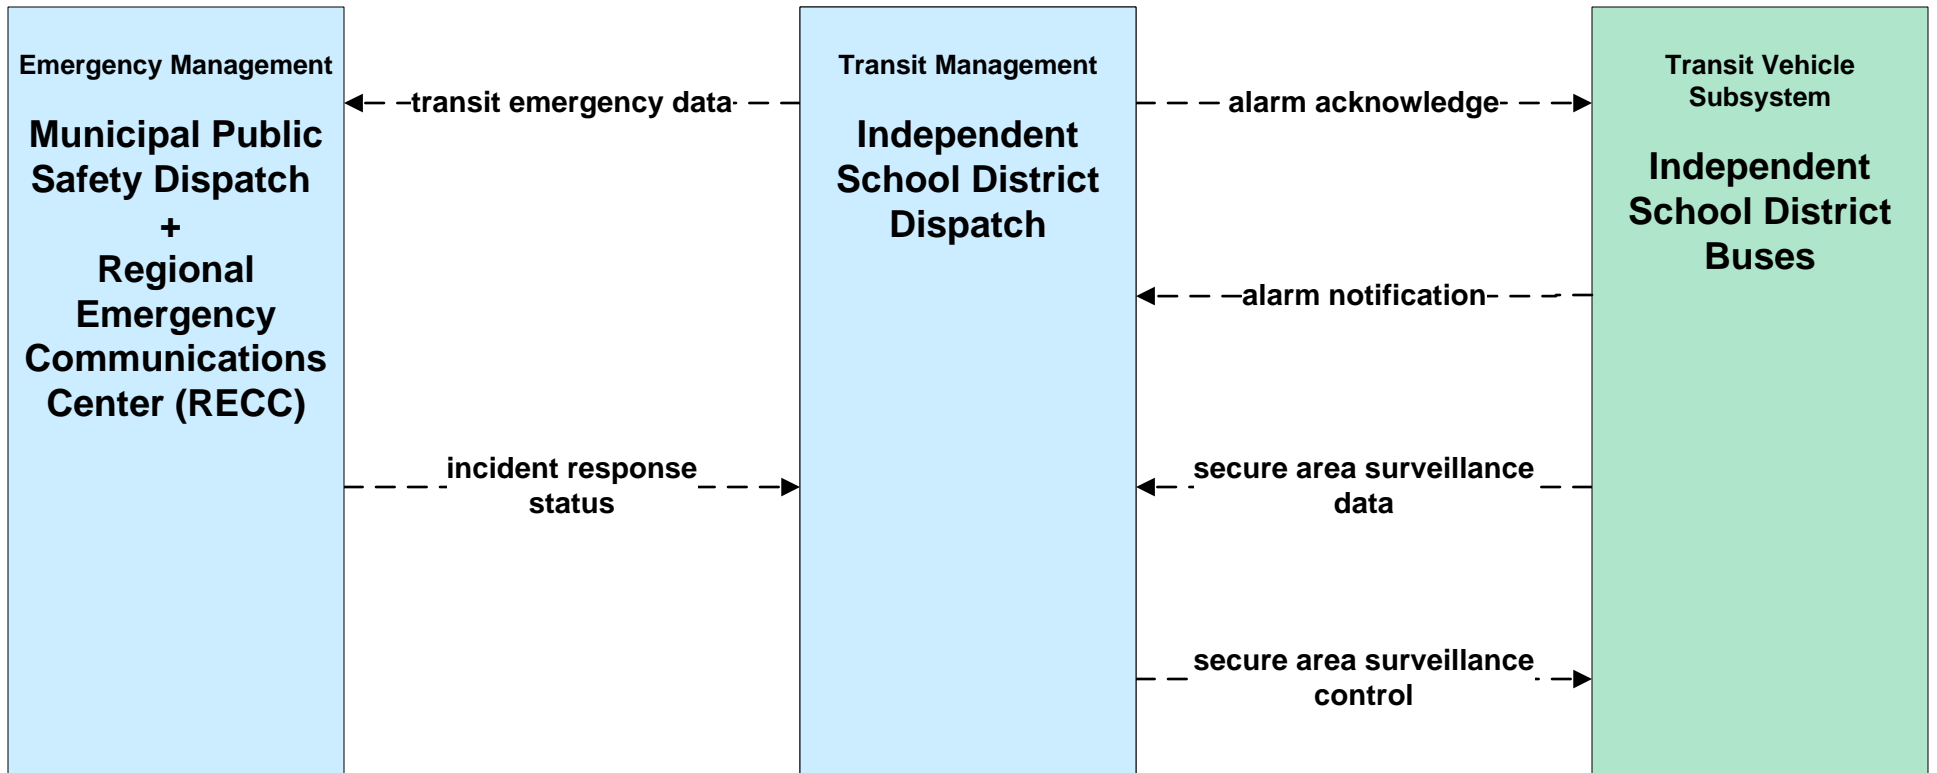 Emergency Management
Municipal Public
Safety Dispatch
+
Regional
Emergency
Communications
Center (RECC)
transit emergency data
incident response
status
Transit Management
Independent
School District
Dispatch
alarm acknowledge
alarm notification
secure area surveillance
data
secure area surveillance
control
Transit Vehicle
Subsystem
Independent
School District
Buses